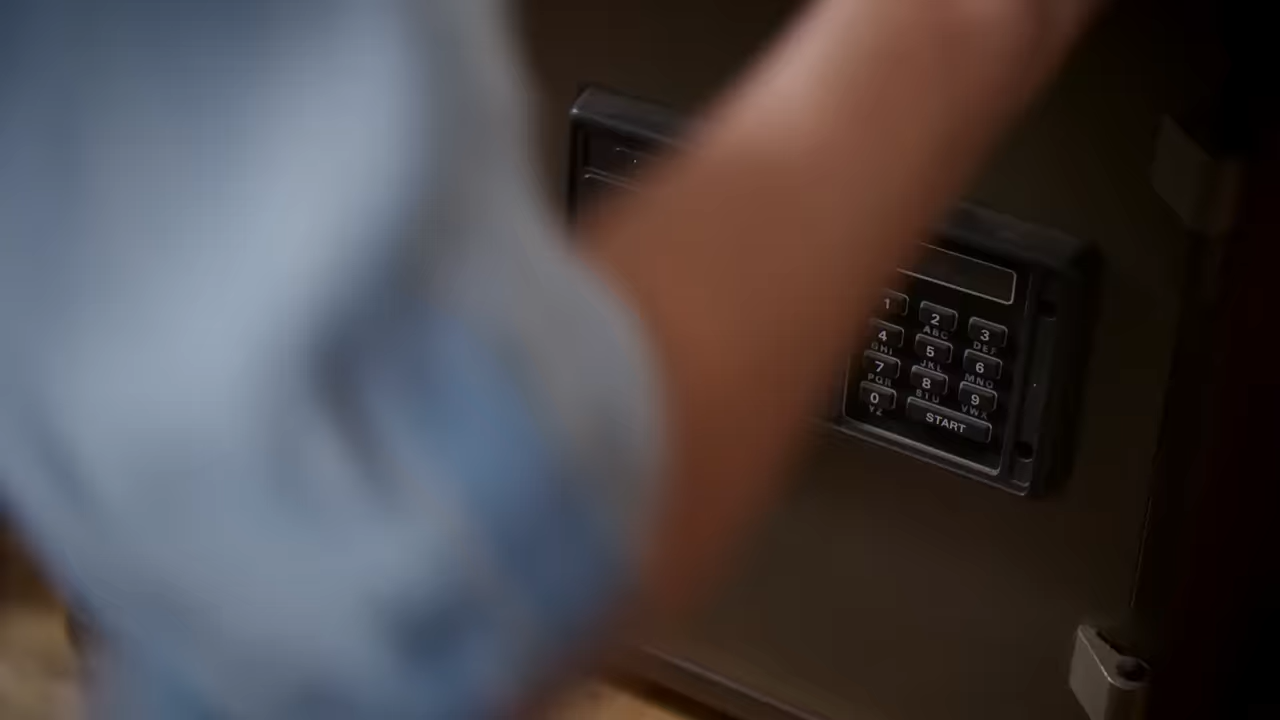 1 2 3
ABC DEF
4 5 6
GHI JKL MNO
7 8 9
PQR STU VWX
0 START
YZ